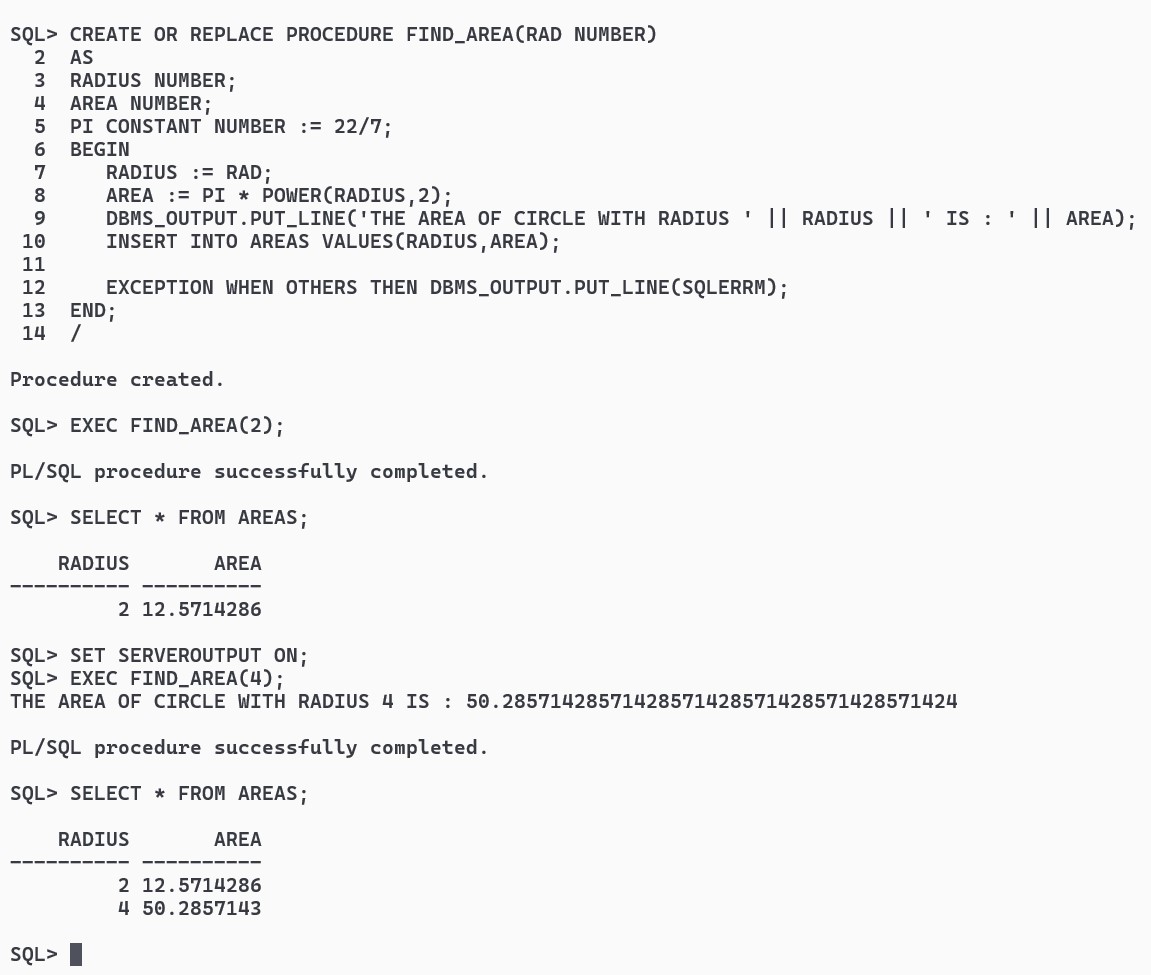 SQL> CREATE OR REPLACE PROCEDURE FIND_AREA(RAD NUMBER)
  2  AS
  3  RADIUS NUMBER;
  4  AREA NUMBER;
  5  PI CONSTANT NUMBER := 22/7;
  6  BEGIN
  7     RADIUS := RAD;
  8     AREA := PI * POWER(RADIUS,2);
  9     DBMS_OUTPUT.PUT_LINE('THE AREA OF CIRCLE WITH RADIUS ' || RADIUS || ' IS : ' || AREA);
 10     INSERT INTO AREAS VALUES(RADIUS,AREA);
 11
 12     EXCEPTION WHEN OTHERS THEN DBMS_OUTPUT.PUT_LINE(SQLERRM);
 13  END;
 14  /
Procedure created.
SQL> EXEC FIND_AREA(2);
PL/SQL procedure successfully completed.
SQL> SELECT * FROM AREAS;
    RADIUS       AREA
---------- ----------
         2 12.5714286
SQL> SET SERVEROUTPUT ON;
SQL> EXEC FIND_AREA(4);
THE AREA OF CIRCLE WITH RADIUS 4 IS : 50.28571428571428571428571428571428571424
PL/SQL procedure successfully completed.
SQL> SELECT * FROM AREAS;
    RADIUS       AREA
---------- ----------
         2 12.5714286
         4 50.2857143
SQL>